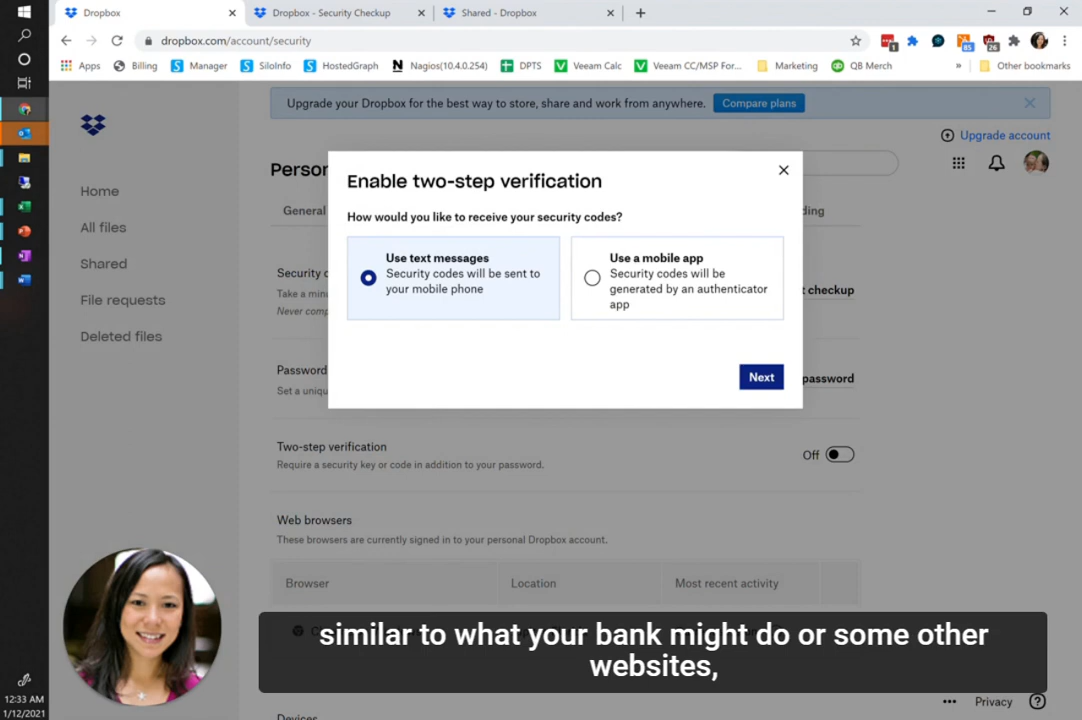 Dropbox
Dropbox - Security Checkup
Shared - Dropbox
dropbox.com/account/security
1
85
26
Apps
Billing
Manager
SiloInfo
HostedGraph
Nagios(10.4.0.254)
DPTS
Veeam Calc
Veeam CC/MSP For...
Marketing
QB Merch
»
Other bookmarks
Upgrade your Dropbox for the best way to store, share and work from anywhere.
Compare plans
Upgrade account
Home
All files
Shared
File requests
Deleted files
Enable two-step verification
How would you like to receive your security codes?
Use text messages
Security codes will be sent to
your mobile phone
Use a mobile app
Security codes will be
generated by an authenticator
app
Next
General
Security
Take a
Never
Password
Set a
password
Two-step verification
Require a security key or code in addition to your password.
Off
Web browsers
These browsers are currently signed in to your personal Dropbox account.
Browser
Location
Most recent activity
similar to what your bank might do or some other
websites,
Devices
Privacy
12:33 AM
1/12/2021